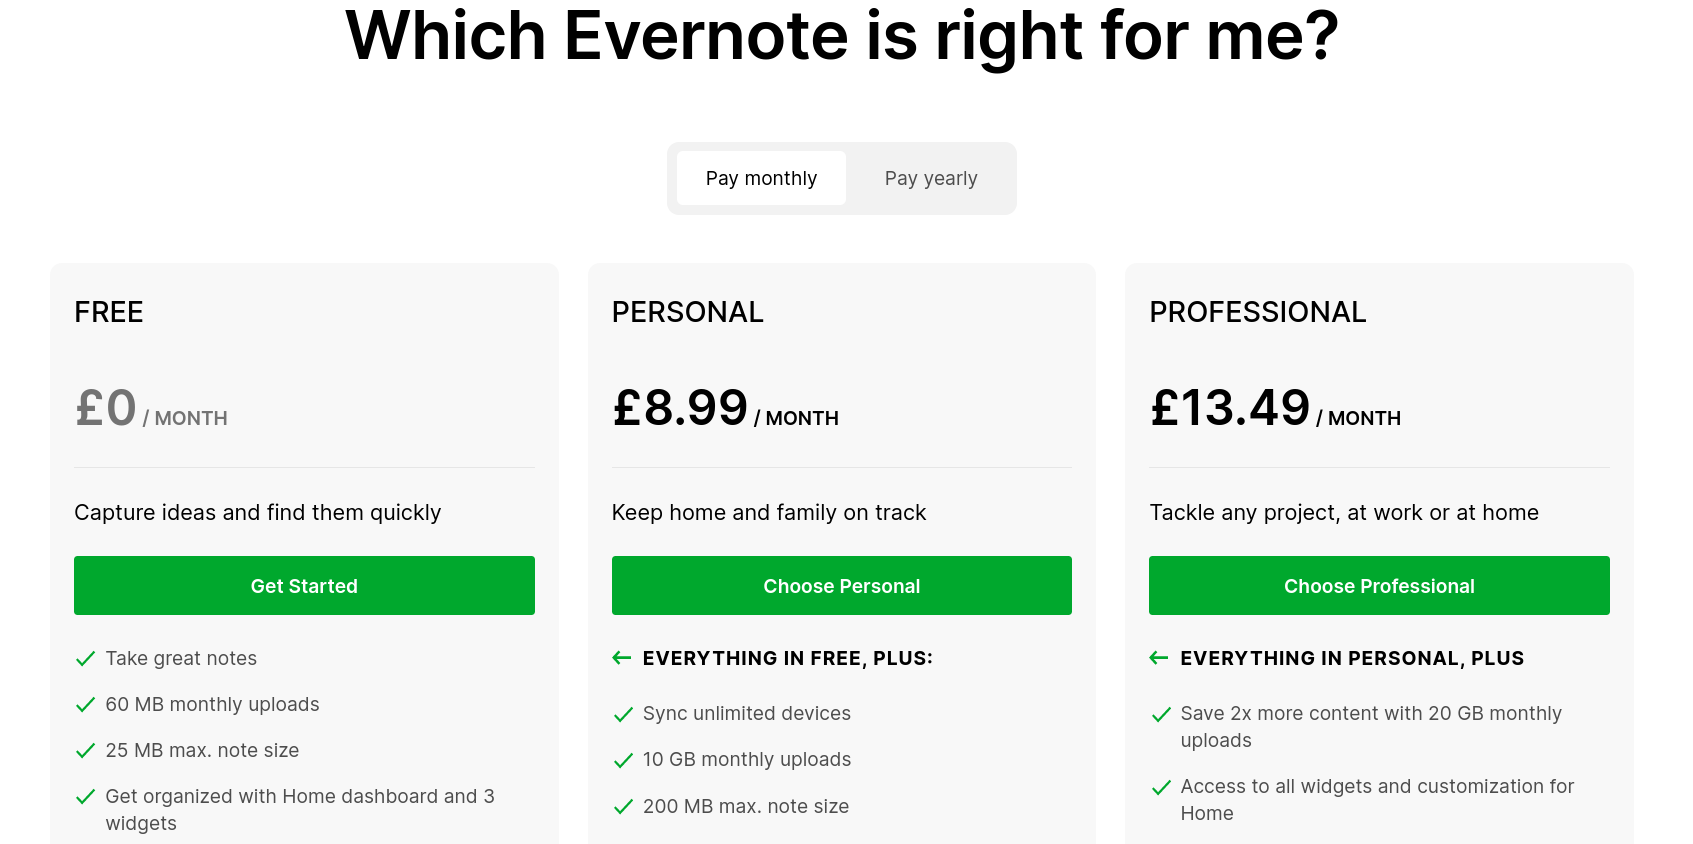 Which Evernote is right for me?
Pay monthly
Pay yearly
FREE
£0 / MONTH
Capture ideas and find them quickly
Get Started
Take great notes
60 MB monthly uploads
25 MB max. note size
Get organized with Home dashboard and 3
widgets
PERSONAL
£8.99 / MONTH
Keep home and family on track
Choose Personal
EVERYTHING IN FREE, PLUS:
Sync unlimited devices
10 GB monthly uploads
200 MB max. note size
PROFESSIONAL
£13.49 / MONTH
Tackle any project, at work or at home
Choose Professional
EVERYTHING IN PERSONAL, PLUS
Save 2x more content with 20 GB monthly
uploads
Access to all widgets and customization for
Home